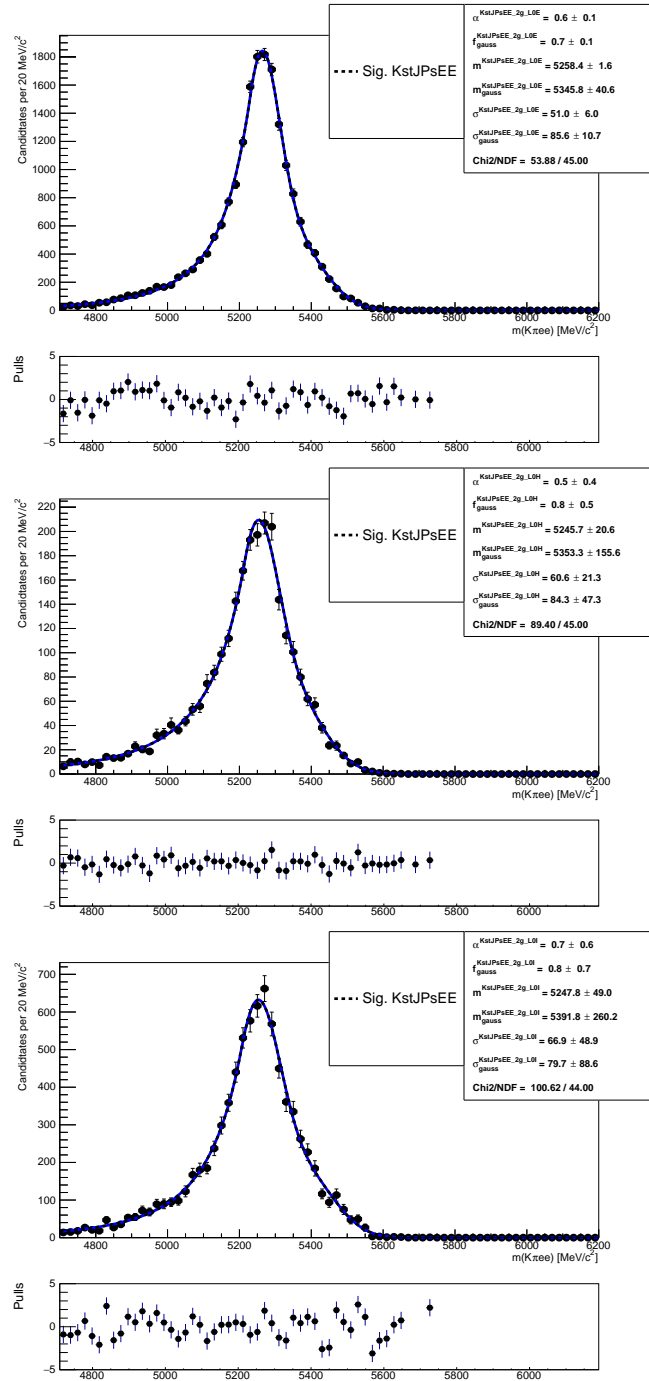 Candidtates per 20 MeV/c²
1800
1600
1400
1200
1000
800
600
400
200
0
4800 5000 5200 5400 5600 5800 6000 6200
m(Kπee) [MeV/c²]
Sig. KstJPsEE
α^KstJPsEE_2g_L0E = 0.6 ± 0.1
f_gauss^KstJPsEE_2g_L0E = 0.7 ± 0.1
m^KstJPsEE_2g_L0E = 5258.4 ± 1.6
m_gauss^KstJPsEE_2g_L0E = 5345.8 ± 40.6
σ^KstJPsEE_2g_L0E = 51.0 ± 6.0
σ_gauss^KstJPsEE_2g_L0E = 85.6 ± 10.7
Chi2/NDF = 53.88 / 45.00
Pulls
5
0
−5
4800 5000 5200 5400 5600 5800 6000 6200
Candidtates per 20 MeV/c²
220
200
180
160
140
120
100
80
60
40
20
0
4800 5000 5200 5400 5600 5800 6000 6200
m(Kπee) [MeV/c²]
Sig. KstJPsEE
α^KstJPsEE_2g_L0H = 0.5 ± 0.4
f_gauss^KstJPsEE_2g_L0H = 0.8 ± 0.5
m^KstJPsEE_2g_L0H = 5245.7 ± 20.6
m_gauss^KstJPsEE_2g_L0H = 5353.3 ± 155.6
σ^KstJPsEE_2g_L0H = 60.6 ± 21.3
σ_gauss^KstJPsEE_2g_L0H = 84.3 ± 47.3
Chi2/NDF = 89.40 / 45.00
Pulls
5
0
−5
4800 5000 5200 5400 5600 5800 6000 6200
Candidtates per 20 MeV/c²
700
600
500
400
300
200
100
0
4800 5000 5200 5400 5600 5800 6000 6200
m(Kπee) [MeV/c²]
Sig. KstJPsEE
α^KstJPsEE_2g_L0I = 0.7 ± 0.6
f_gauss^KstJPsEE_2g_L0I = 0.8 ± 0.7
m^KstJPsEE_2g_L0I = 5247.8 ± 49.0
m_gauss^KstJPsEE_2g_L0I = 5391.8 ± 260.2
σ^KstJPsEE_2g_L0I = 66.9 ± 48.9
σ_gauss^KstJPsEE_2g_L0I = 79.7 ± 88.6
Chi2/NDF = 100.62 / 44.00
Pulls
5
0
−5
4800 5000 5200 5400 5600 5800 6000 6200